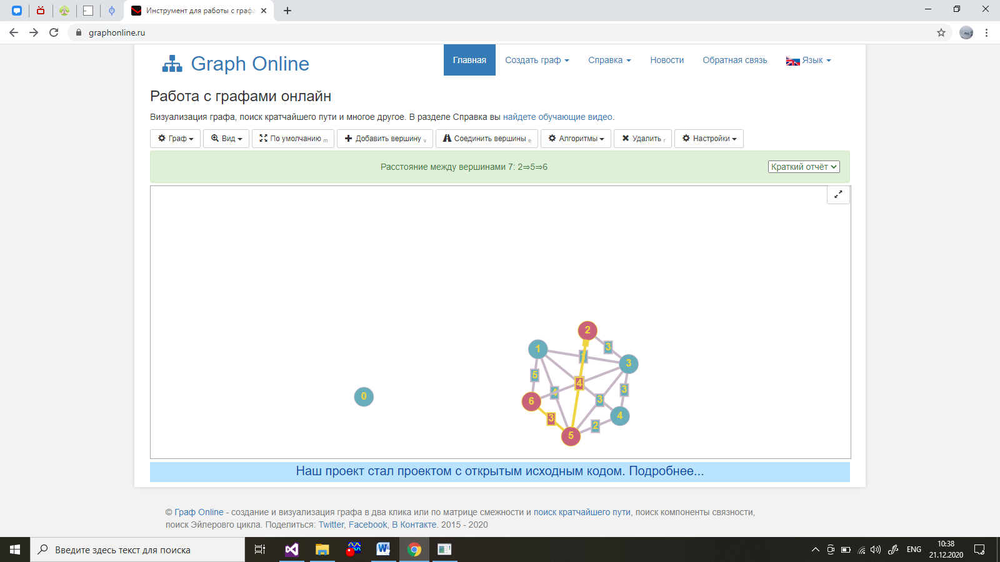 Инструмент для работы с графа
graphonline.ru
Graph Online
Главная
Создать граф
Справка
Новости
Обратная связь
Язык
Работа с графами онлайн
Визуализация графа, поиск кратчайшего пути и многое другое. В разделе Справка вы найдете обучающие видео.
Граф
Вид
По умолчанию m
Добавить вершину v
Соединить вершины e
Алгоритмы
Удалить r
Настройки
Расстояние между вершинами 7: 2⇒5⇒6
Краткий отчёт
2
3
1
3
5
4
3
0
4
3
6
4
3
2
5
Наш проект стал проектом с открытым исходным кодом. Подробнее...
© Граф Online - создание и визуализация графа в два клика или по матрице смежности и поиск кратчайшего пути, поиск компоненты связности,
поиск Эйлерового цикла. Поделиться: Twitter, Facebook, В Контакте. 2015 - 2020
Введите здесь текст для поиска
ENG
10:38
21.12.2020